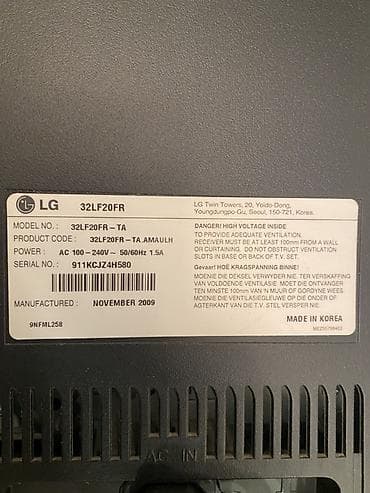 LG 32LF20FR
LG Twin Towers, 20, Yoido-Dong,
Youngdungpo-Gu, Seoul, 150-721, Korea.
MODEL NO. : 32LF20FR-TA
PRODUCT CODE : 32LF20FR-TA.AMAULH
POWER : AC 100-240V~ 50/60Hz 1.5A
SERIAL NO. : 911KCJZ4H580
MANUFACTURED : NOVEMBER 2009
9NFML258
DANGER! HIGH VOLTAGE INSIDE
TO PROVIDE ADEQUATE VENTILATION,
RECEIVER MUST BE AT LEAST 100mm FROM A WALL
OR CURTAINING. DO NOT OBSTRUCT VENTILATION
SLOTS IN BASE OR BACK OF T.V. SET.
Gevaar! HOË KRAGSPANNING BINNE!
MOENIE DIE DEKSEL VERWYDER NIE. TER VERSKAFFING
VAN VOLDOENDE VENTILASIE MOET DIE ONTVANGER
TEN MINSTE 100mm VAN 'N MUUR OF GORDYNE WEES.
MOENIE DIE VENTILASIEGLEUWE OP DIE ONDER OF
AGTERKANT VAN DIE T.V. STEL VERSPER NIE.
MADE IN KOREA
AC IN